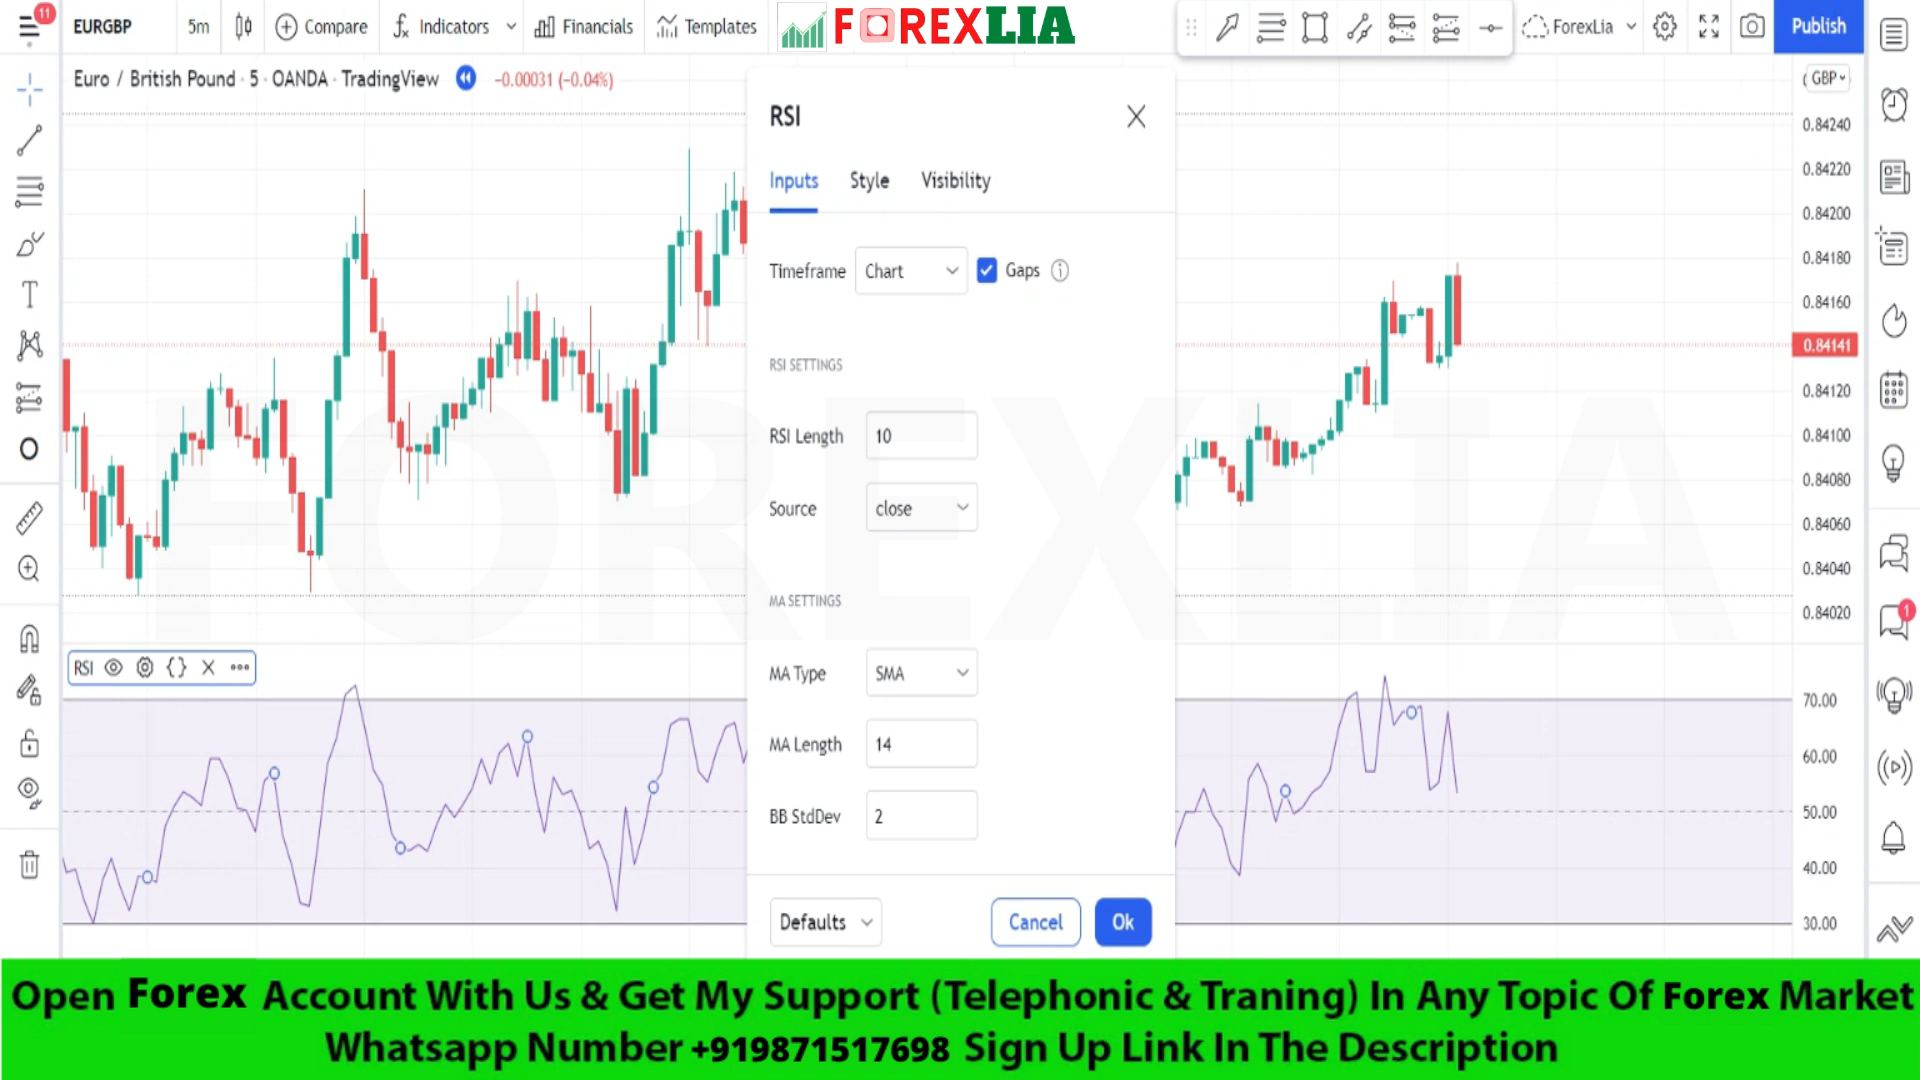 11
EURGBP 5m Compare Indicators Financials Templates FOREXLIA ForexLia Publish
Euro / British Pound · 5 · OANDA · TradingView −0.00031 (−0.04%)
GBP
RSI
Inputs Style Visibility
Timeframe Chart Gaps
RSI SETTINGS
RSI Length 10
Source close
MA SETTINGS
MA Type SMA
MA Length 14
BB StdDev 2
Defaults Cancel Ok
0.84240
0.84220
0.84200
0.84180
0.84160
0.84141
0.84120
0.84100
0.84080
0.84060
0.84040
0.84020
1
FOREXLIA
RSI
70.00
60.00
50.00
40.00
30.00
Open Forex Account With Us & Get My Support (Telephonic & Traning) In Any Topic Of Forex Market
Whatsapp Number +919871517698 Sign Up Link In The Description